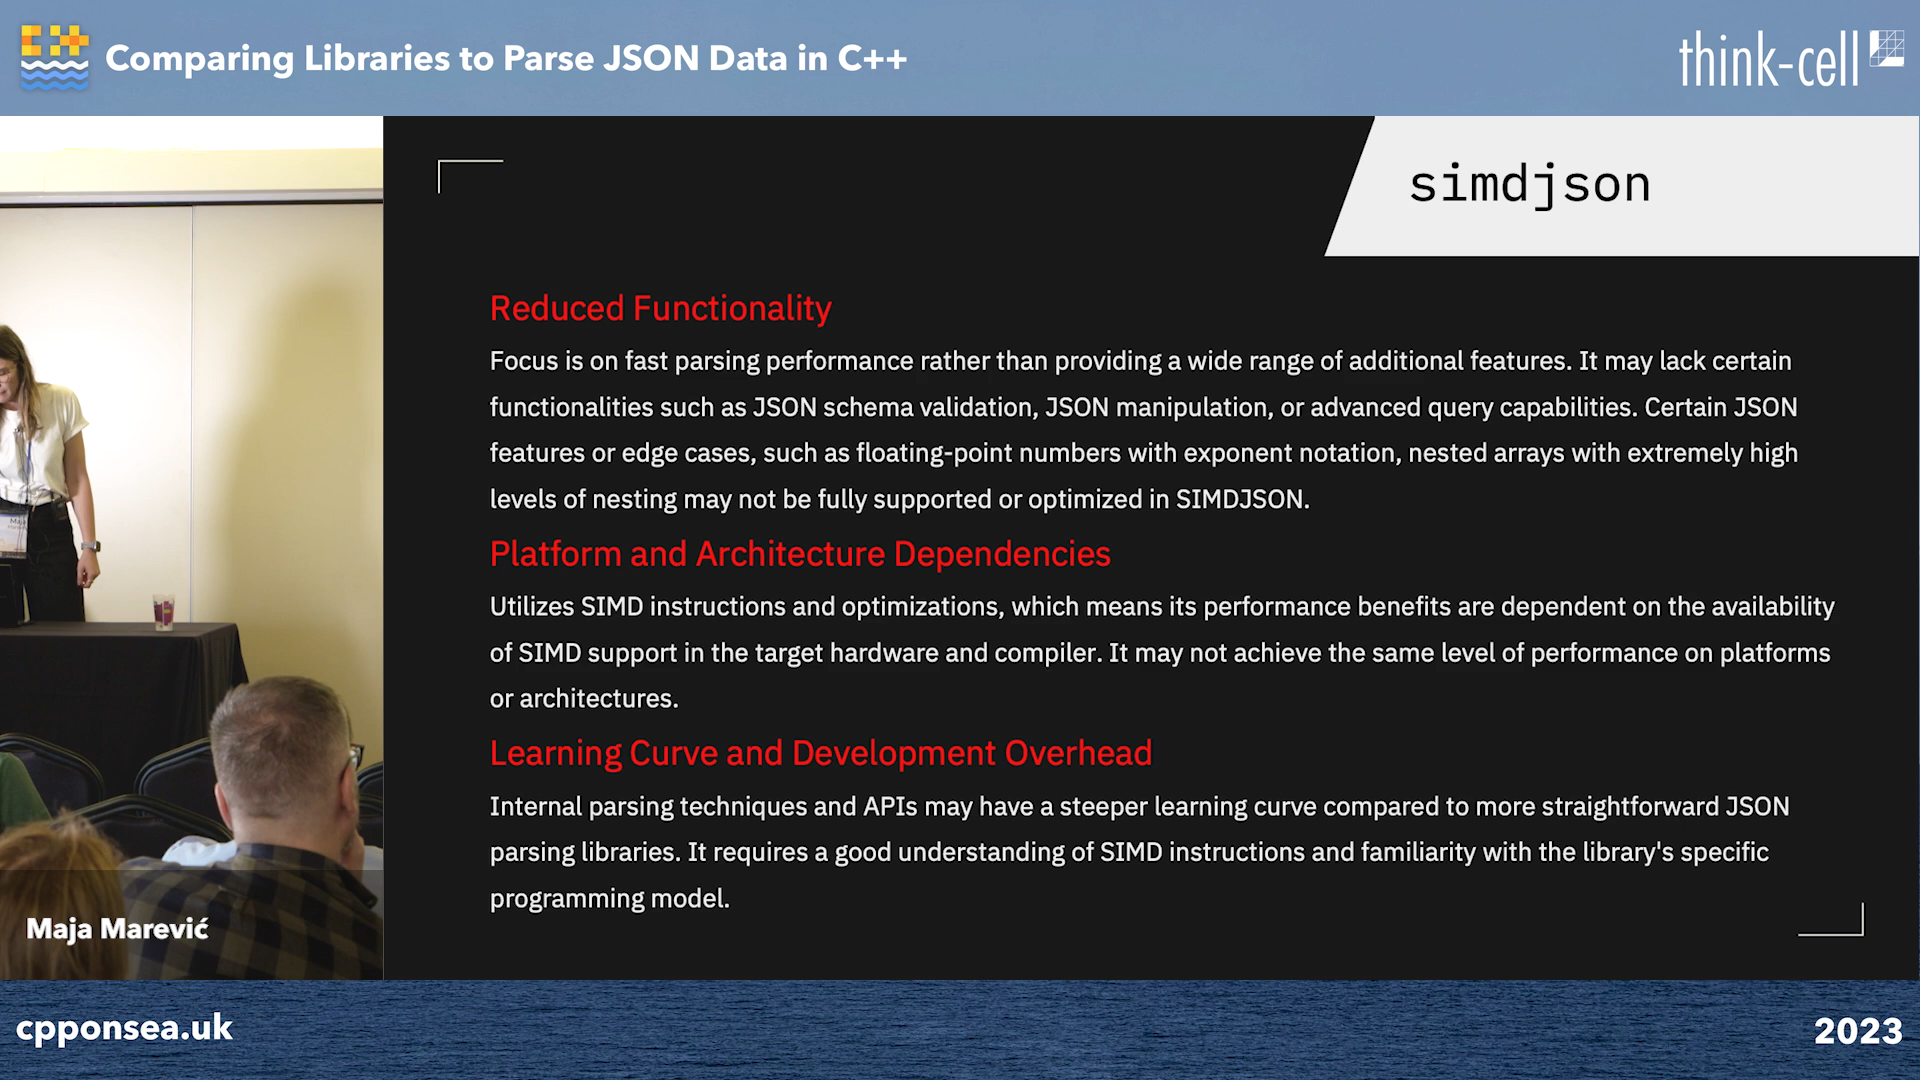 Comparing Libraries to Parse JSON Data in C++
think-cell
simdjson
Reduced Functionality
Focus is on fast parsing performance rather than providing a wide range of additional features. It may lack certain
functionalities such as JSON schema validation, JSON manipulation, or advanced query capabilities. Certain JSON
features or edge cases, such as floating-point numbers with exponent notation, nested arrays with extremely high
levels of nesting may not be fully supported or optimized in SIMDJSON.
Platform and Architecture Dependencies
Utilizes SIMD instructions and optimizations, which means its performance benefits are dependent on the availability
of SIMD support in the target hardware and compiler. It may not achieve the same level of performance on platforms
or architectures.
Learning Curve and Development Overhead
Internal parsing techniques and APIs may have a steeper learning curve compared to more straightforward JSON
parsing libraries. It requires a good understanding of SIMD instructions and familiarity with the library's specific
programming model.
Maja Marević
cpponsea.uk
2023